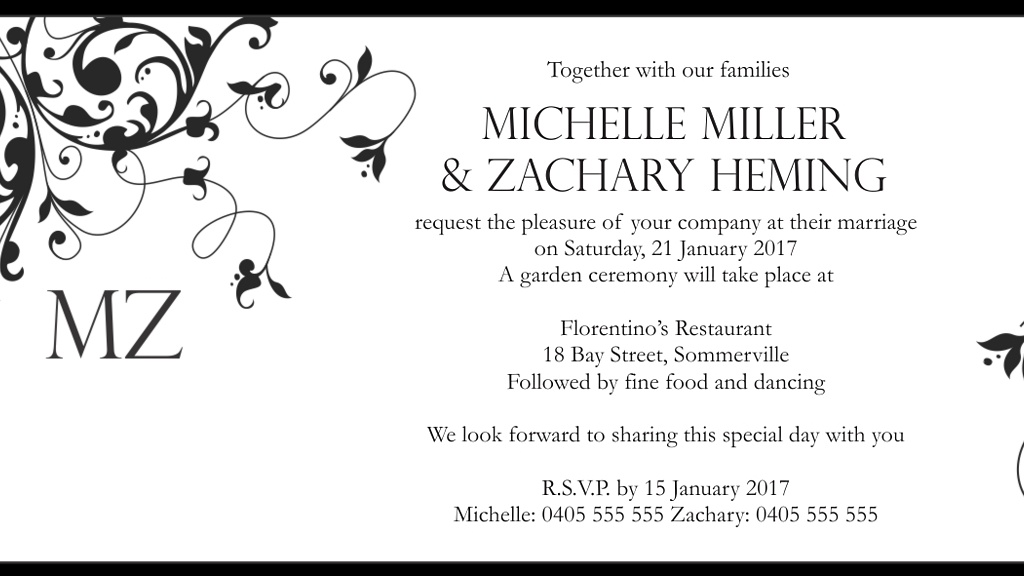 Together with our families
MICHELLE MILLER
& ZACHARY HEMING
request the pleasure of your company at their marriage
on Saturday, 21 January 2017
A garden ceremony will take place at
Florentino’s Restaurant
18 Bay Street, Sommerville
Followed by fine food and dancing
We look forward to sharing this special day with you
R.S.V.P. by 15 January 2017
Michelle: 0405 555 555 Zachary: 0405 555 555
MZ